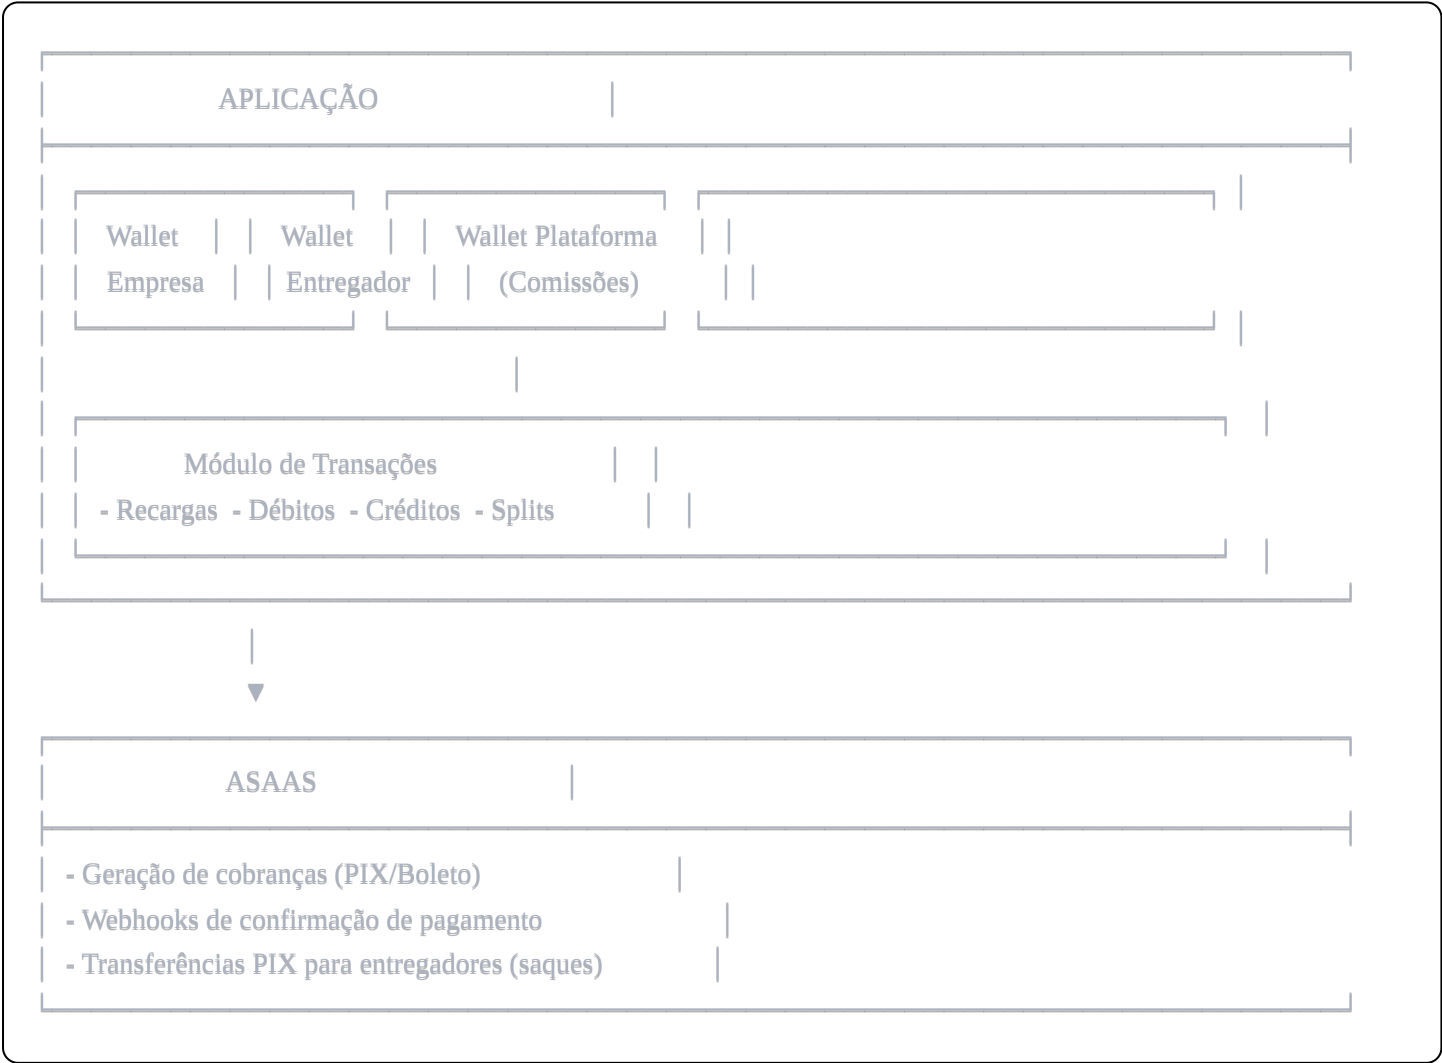 APLICAÇÃO
Wallet Wallet Wallet Plataforma
Empresa Entregador (Comissões)
Módulo de Transações
- Recargas - Débitos - Créditos - Splits
ASAAS
- Geração de cobranças (PIX/Boleto)
- Webhooks de confirmação de pagamento
- Transferências PIX para entregadores (saques)